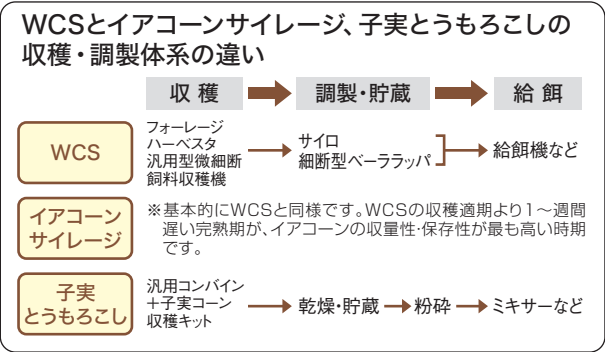 WCSとイアコーンサイレージ、子実とうもろこしの
収穫・調製体系の違い
収 穫
調製・貯蔵
給 餌
WCS
フォーレージ
ハーベスタ
汎用型微細断
飼料収穫機
サイロ
細断型ベーララッパ
給餌機など
イアコーン
サイレージ
※基本的にWCSと同様です。WCSの収穫適期より1～週間
遅い完熟期が、イアコーンの収量性・保存性が最も高い時期
です。
子実
とうもろこし
汎用コンバイン
＋子実コーン
収穫キット
乾燥・貯蔵
粉砕
ミキサーなど